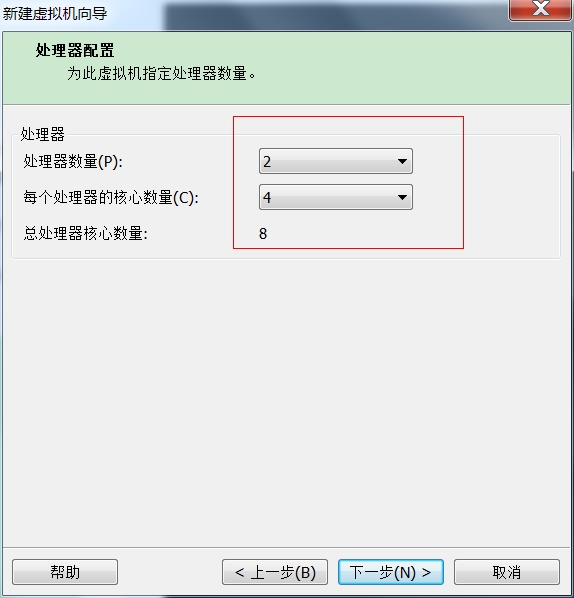 新建虚拟机向导
处理器配置
为此虚拟机指定处理器数量。
处理器
处理器数量(P): 2
每个处理器的核心数量(C): 4
总处理器核心数量: 8
帮助 < 上一步(B) 下一步(N) > 取消